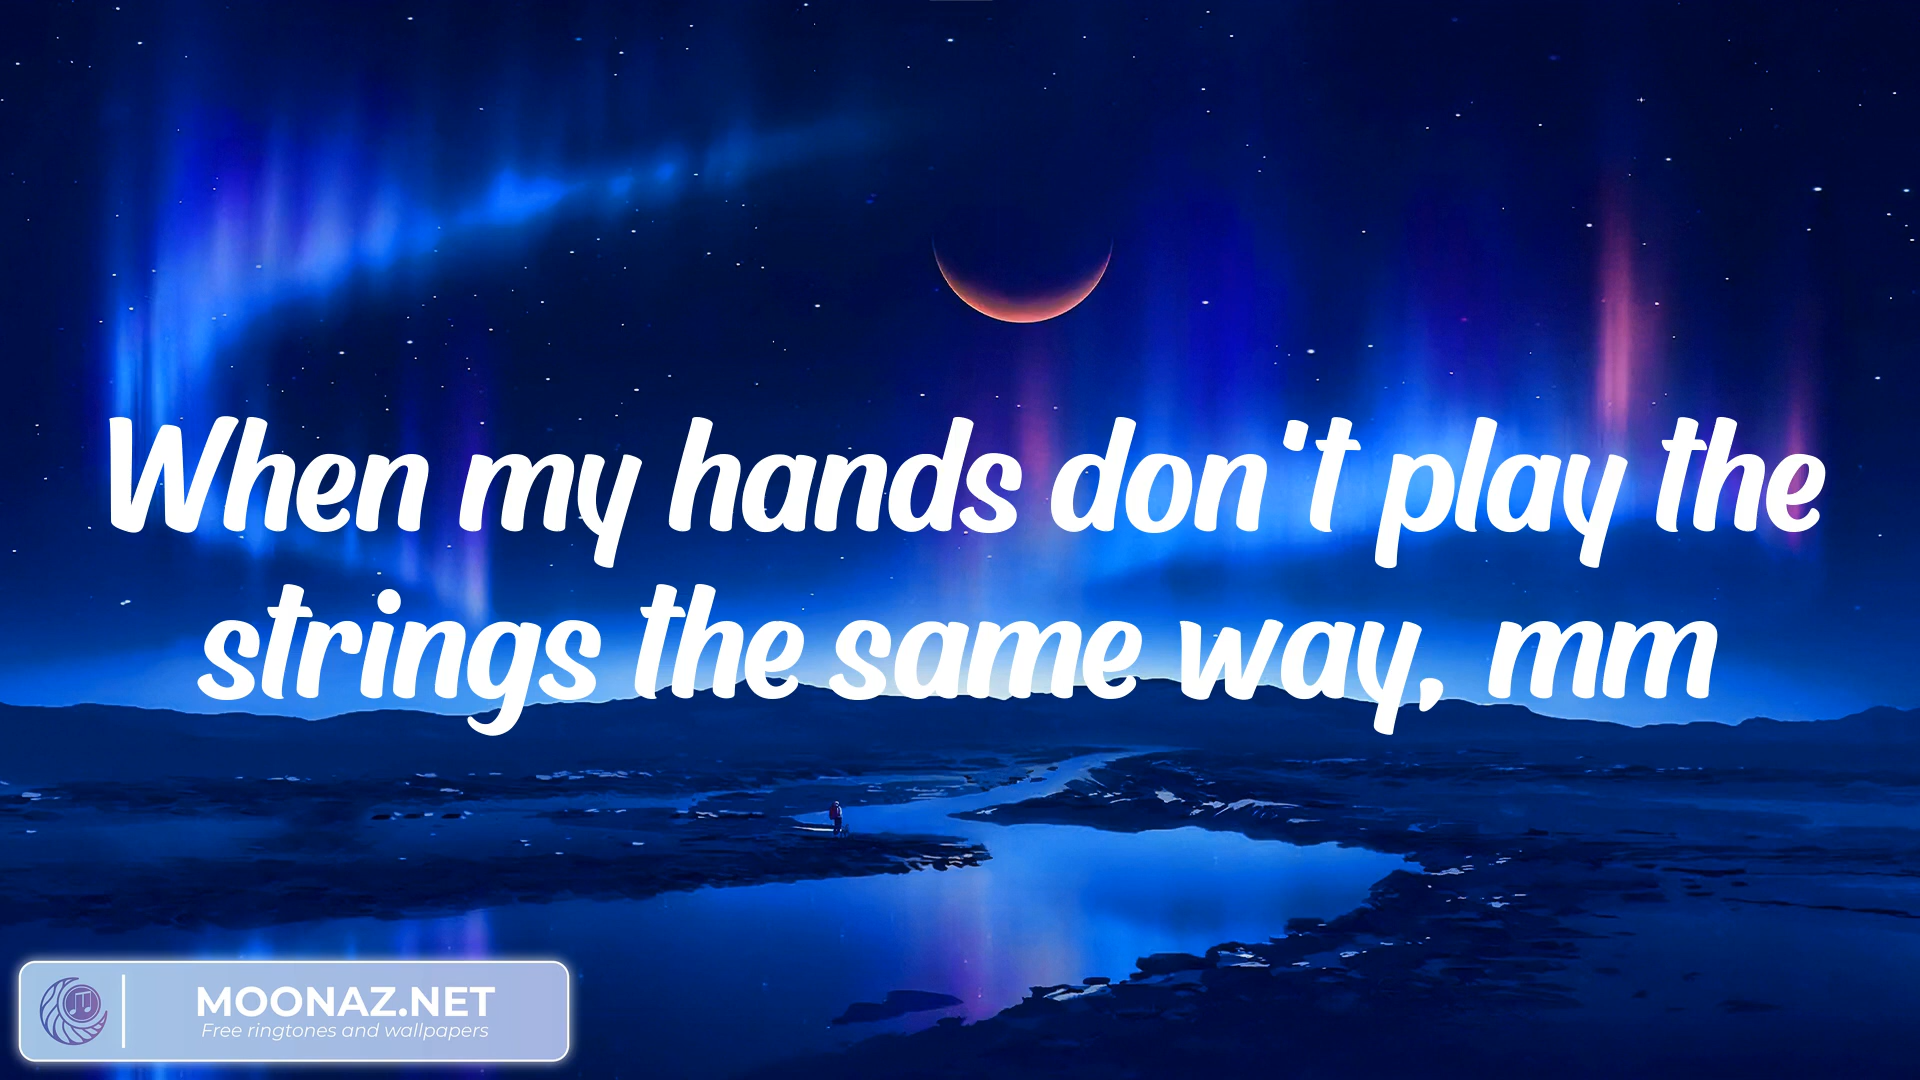 When my hands don't play the
strings the same way, mm
MOONAZ.NET
Free ringtones and wallpapers